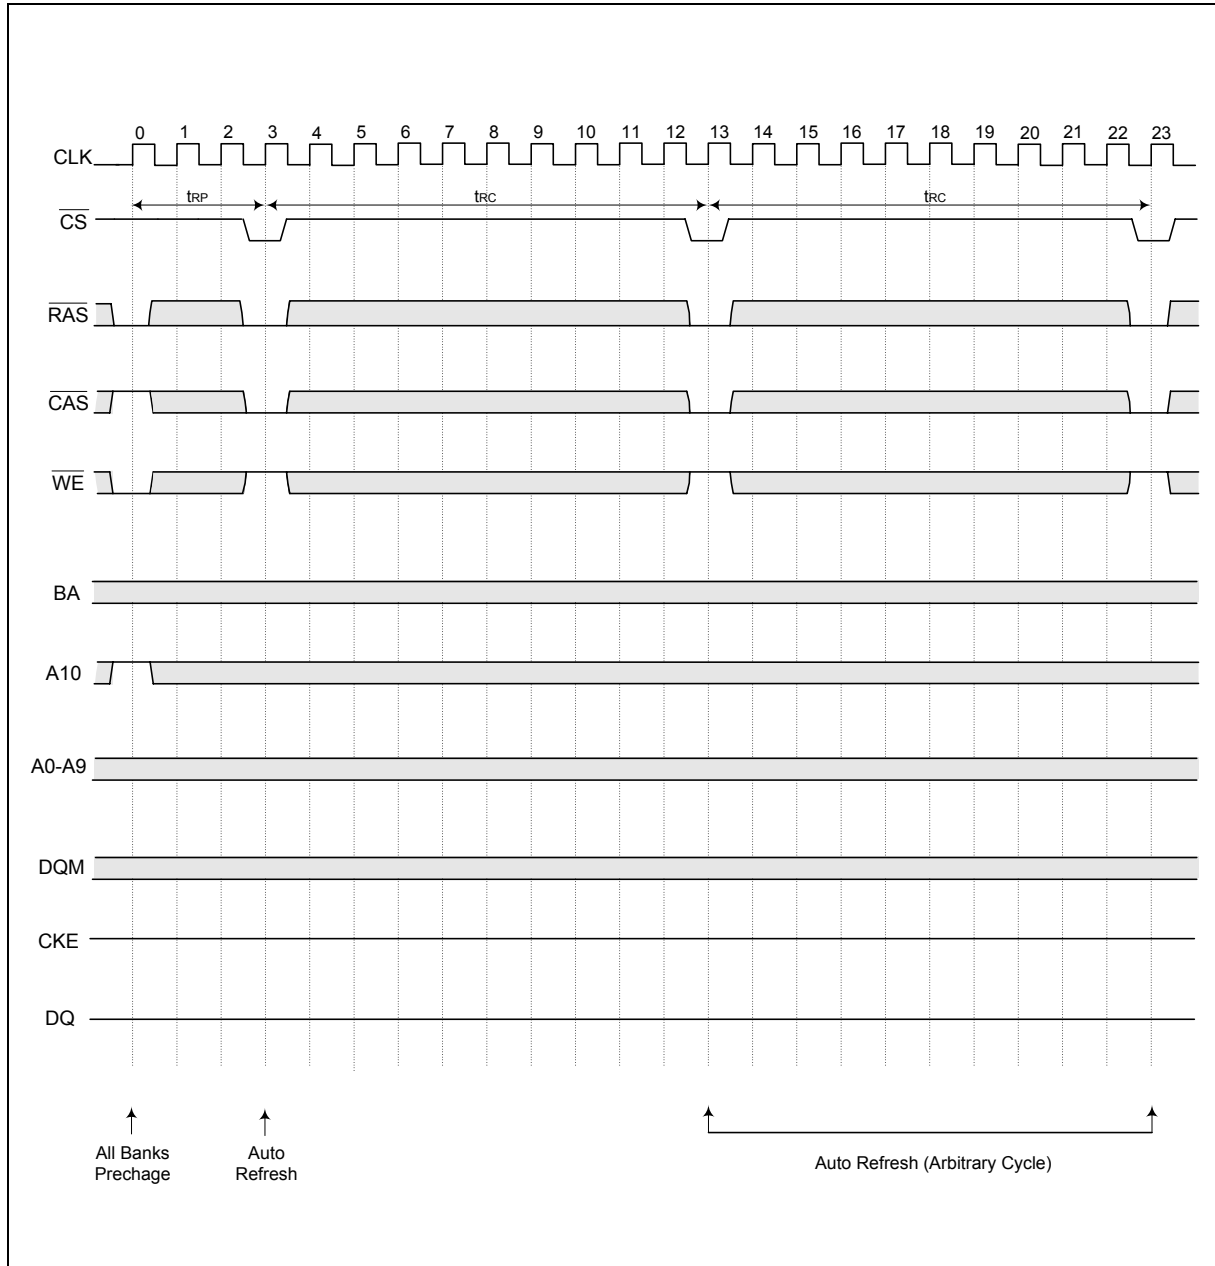 0 1 2 3 4 5 6 7 8 9 10 11 12 13 14 15 16 17 18 19 20 21 22 23
CLK
tRP tRC tRC
CS
RAS
CAS
WE
BA
A10
A0-A9
DQM
CKE
DQ
All Banks
Prechage
Auto
Refresh
Auto Refresh (Arbitrary Cycle)